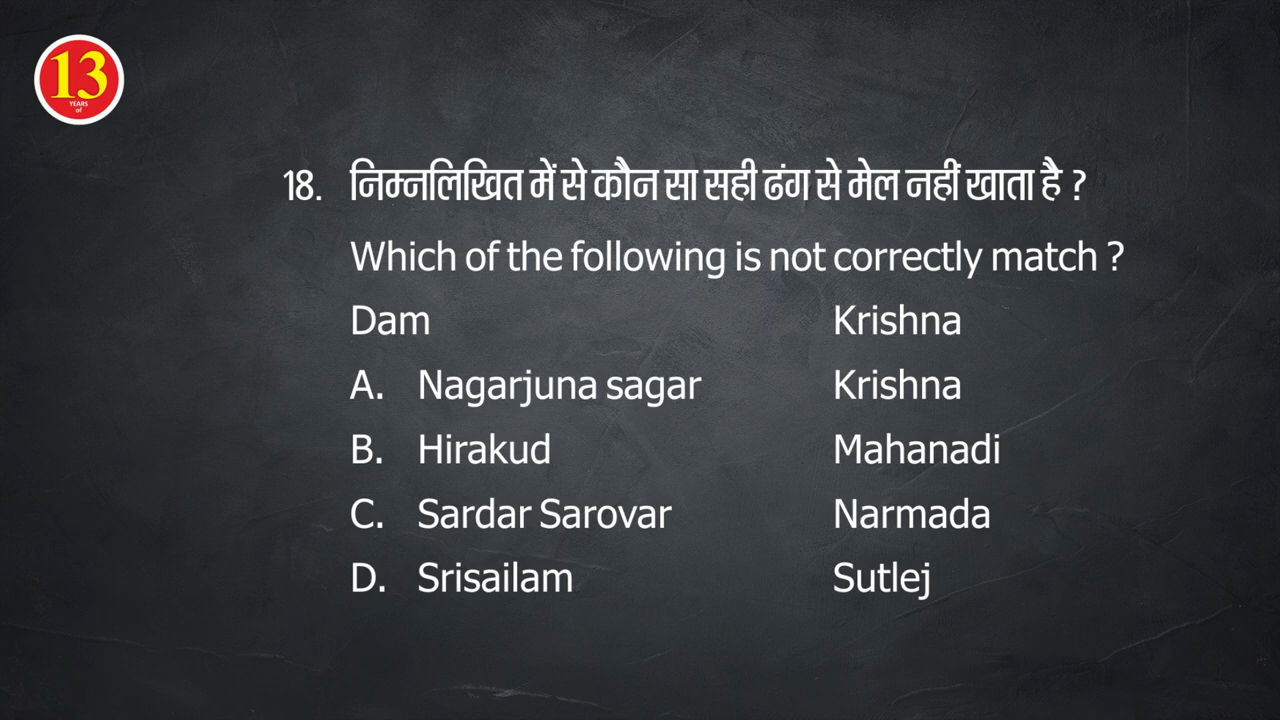 13
YEARS
of
18. निम्नलिखित में से कौन सा सही ढंग से मेल नहीं खाता है ?
Which of the following is not correctly match ?
Dam Krishna
A. Nagarjuna sagar Krishna
B. Hirakud Mahanadi
C. Sardar Sarovar Narmada
D. Srisailam Sutlej